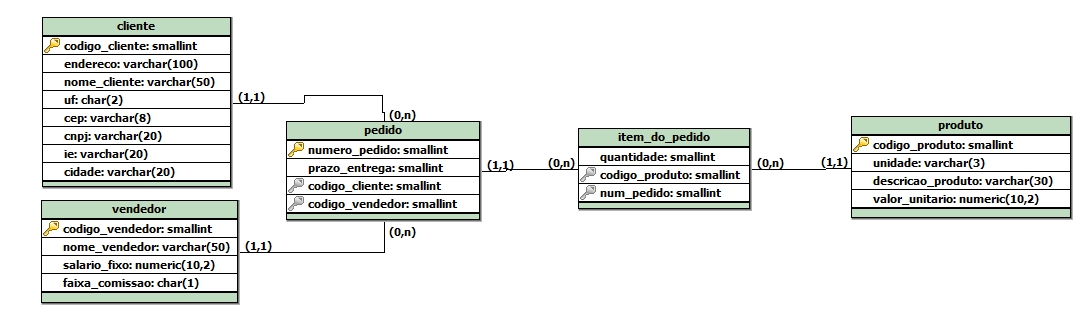 cliente
codigo_cliente: smallint
endereco: varchar(100)
nome_cliente: varchar(50)
uf: char(2)
cep: varchar(8)
cnpj: varchar(20)
ie: varchar(20)
cidade: varchar(20)
(1,1)
(0,n)
pedido
numero_pedido: smallint
prazo_entrega: smallint
codigo_cliente: smallint
codigo_vendedor: smallint
(1,1)
(0,n)
item_do_pedido
quantidade: smallint
codigo_produto: smallint
num_pedido: smallint
(0,n)
(1,1)
produto
codigo_produto: smallint
unidade: varchar(3)
descricao_produto: varchar(30)
valor_unitario: numeric(10,2)
vendedor
codigo_vendedor: smallint
nome_vendedor: varchar(50)
salario_fixo: numeric(10,2)
faixa_comissao: char(1)
(1,1)
(0,n)